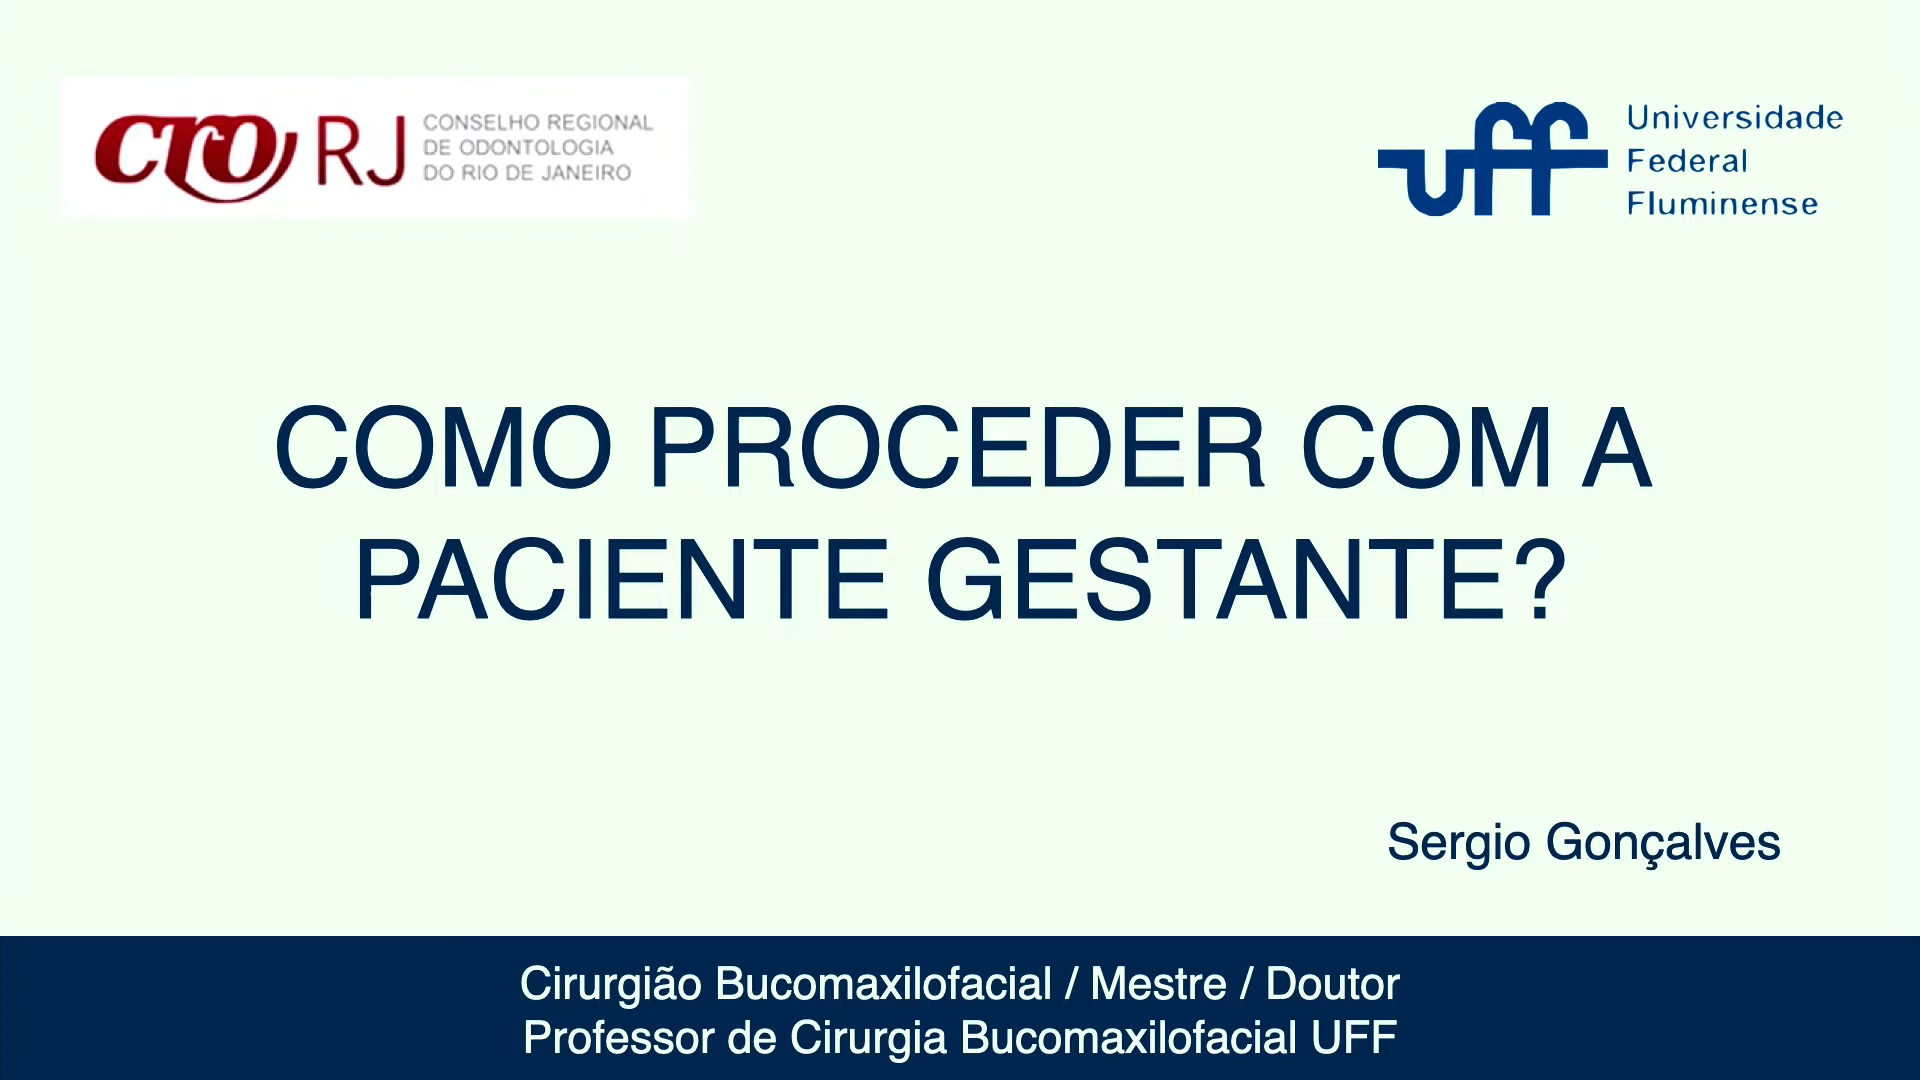 cro RJ
CONSELHO REGIONAL
DE ODONTOLOGIA
DO RIO DE JANEIRO
uff
Universidade
Federal
Fluminense
COMO PROCEDER COM A
PACIENTE GESTANTE?
Sergio Gonçalves
Cirurgião Bucomaxilofacial / Mestre / Doutor
Professor de Cirurgia Bucomaxilofacial UFF